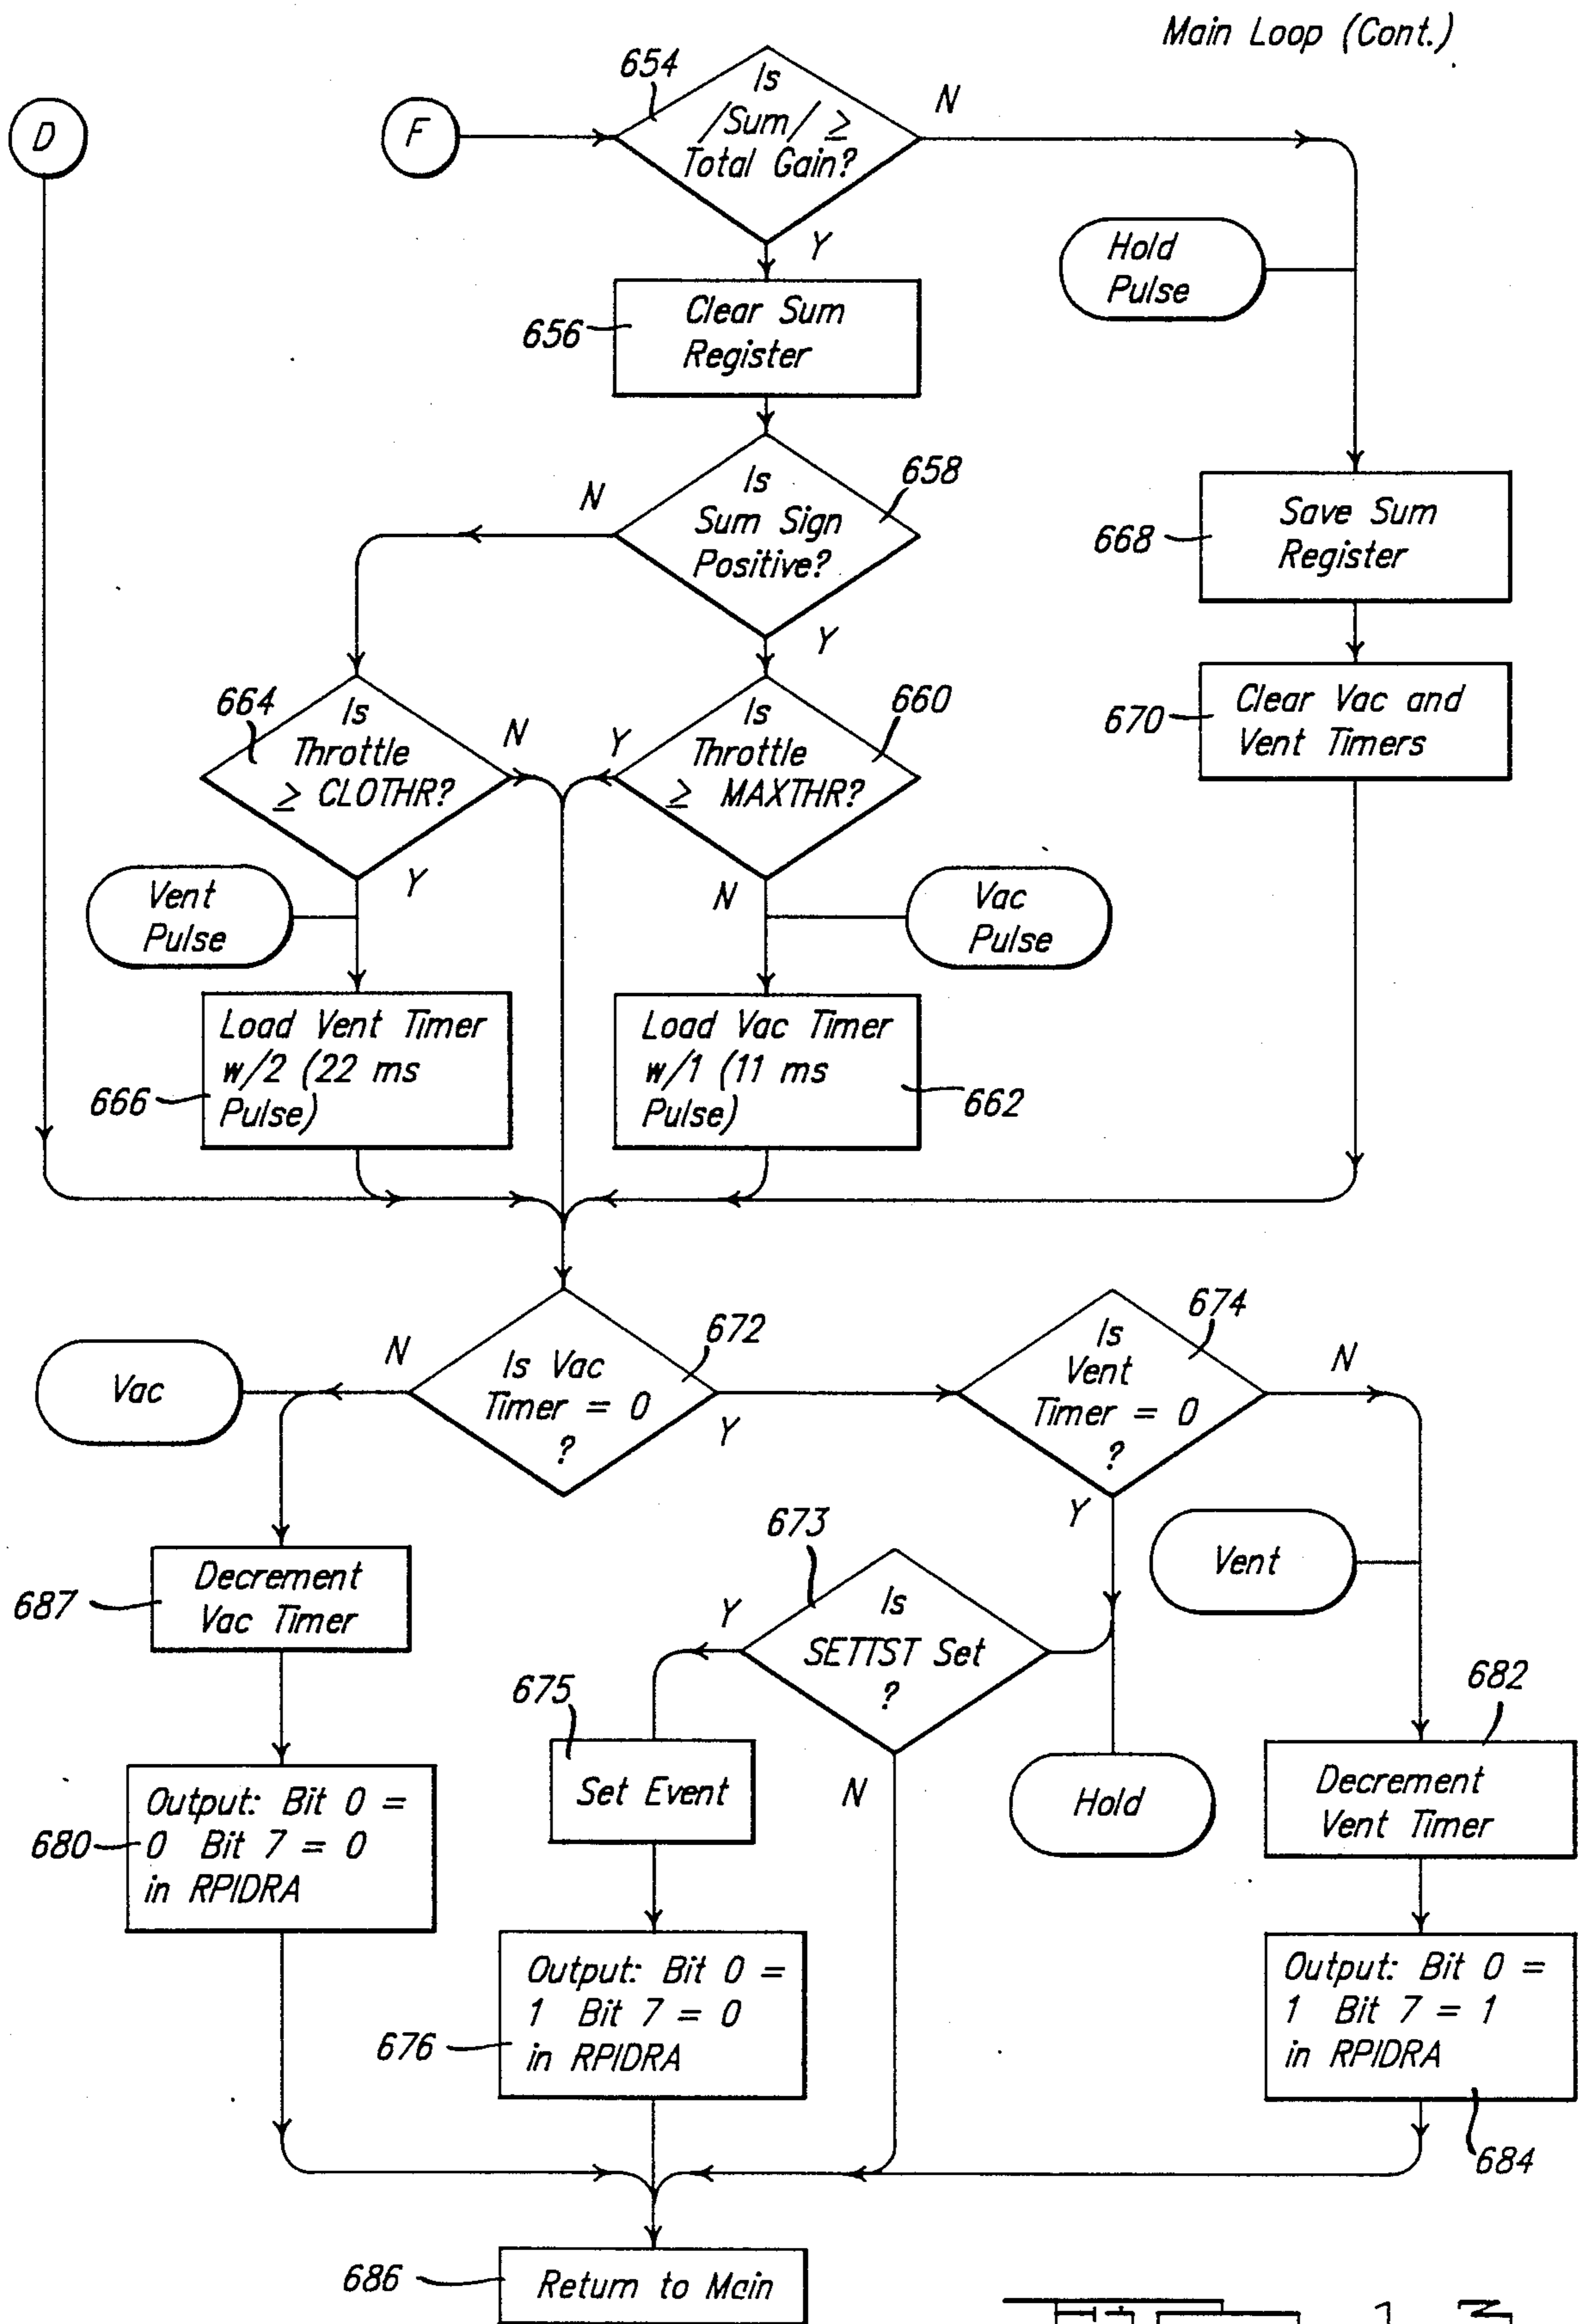 Main Loop (Cont.)
D
F
654
Is
/Sum/ ≥
Total Gain?
N
Y
Hold
Pulse
656
Clear Sum
Register
658
Is
Sum Sign
Positive?
N
Y
668
Save Sum
Register
664
Is
Throttle
≥ CLOTHR?
N
Y
660
Is
Throttle
≥ MAXTHR?
Y
N
670
Clear Vac and
Vent Timers
Vent
Pulse
Vac
Pulse
666
Load Vent Timer
w/2 (22 ms
Pulse)
Load Vac Timer
w/1 (11 ms
Pulse)
662
Vac
N
672
Is Vac
Timer = 0
?
Y
674
Is
Vent
Timer = 0
?
N
Y
673
Is
SETTST Set
?
Y
N
Vent
687
Decrement
Vac Timer
675
Set Event
Hold
682
Decrement
Vent Timer
680
Output: Bit 0 =
0 Bit 7 = 0
in RPIDRA
676
Output: Bit 0 =
1 Bit 7 = 0
in RPIDRA
Output: Bit 0 =
1 Bit 7 = 1
in RPIDRA
684
686
Return to Main